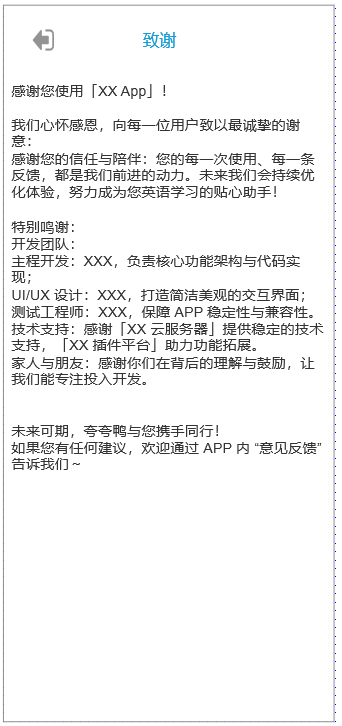 致谢
感谢您使用「XX App」！
我们心怀感恩，向每一位用户致以最诚挚的谢
意：
感谢您的信任与陪伴：您的每一次使用、每一条
反馈，都是我们前进的动力。未来我们会持续优
化体验，努力成为您英语学习的贴心助手！
特别鸣谢：
开发团队：
主程开发：XXX，负责核心功能架构与代码实
现；
UI/UX 设计：XXX，打造简洁美观的交互界面；
测试工程师：XXX，保障 APP 稳定性与兼容性。
技术支持：感谢「XX 云服务器」提供稳定的技术
支持，「XX 插件平台」助力功能拓展。
家人与朋友：感谢你们在背后的理解与鼓励，让
我们能专注投入开发。
未来可期，夸夸鸭与您携手同行！
如果您有任何建议，欢迎通过 APP 内 “意见反馈”
告诉我们～